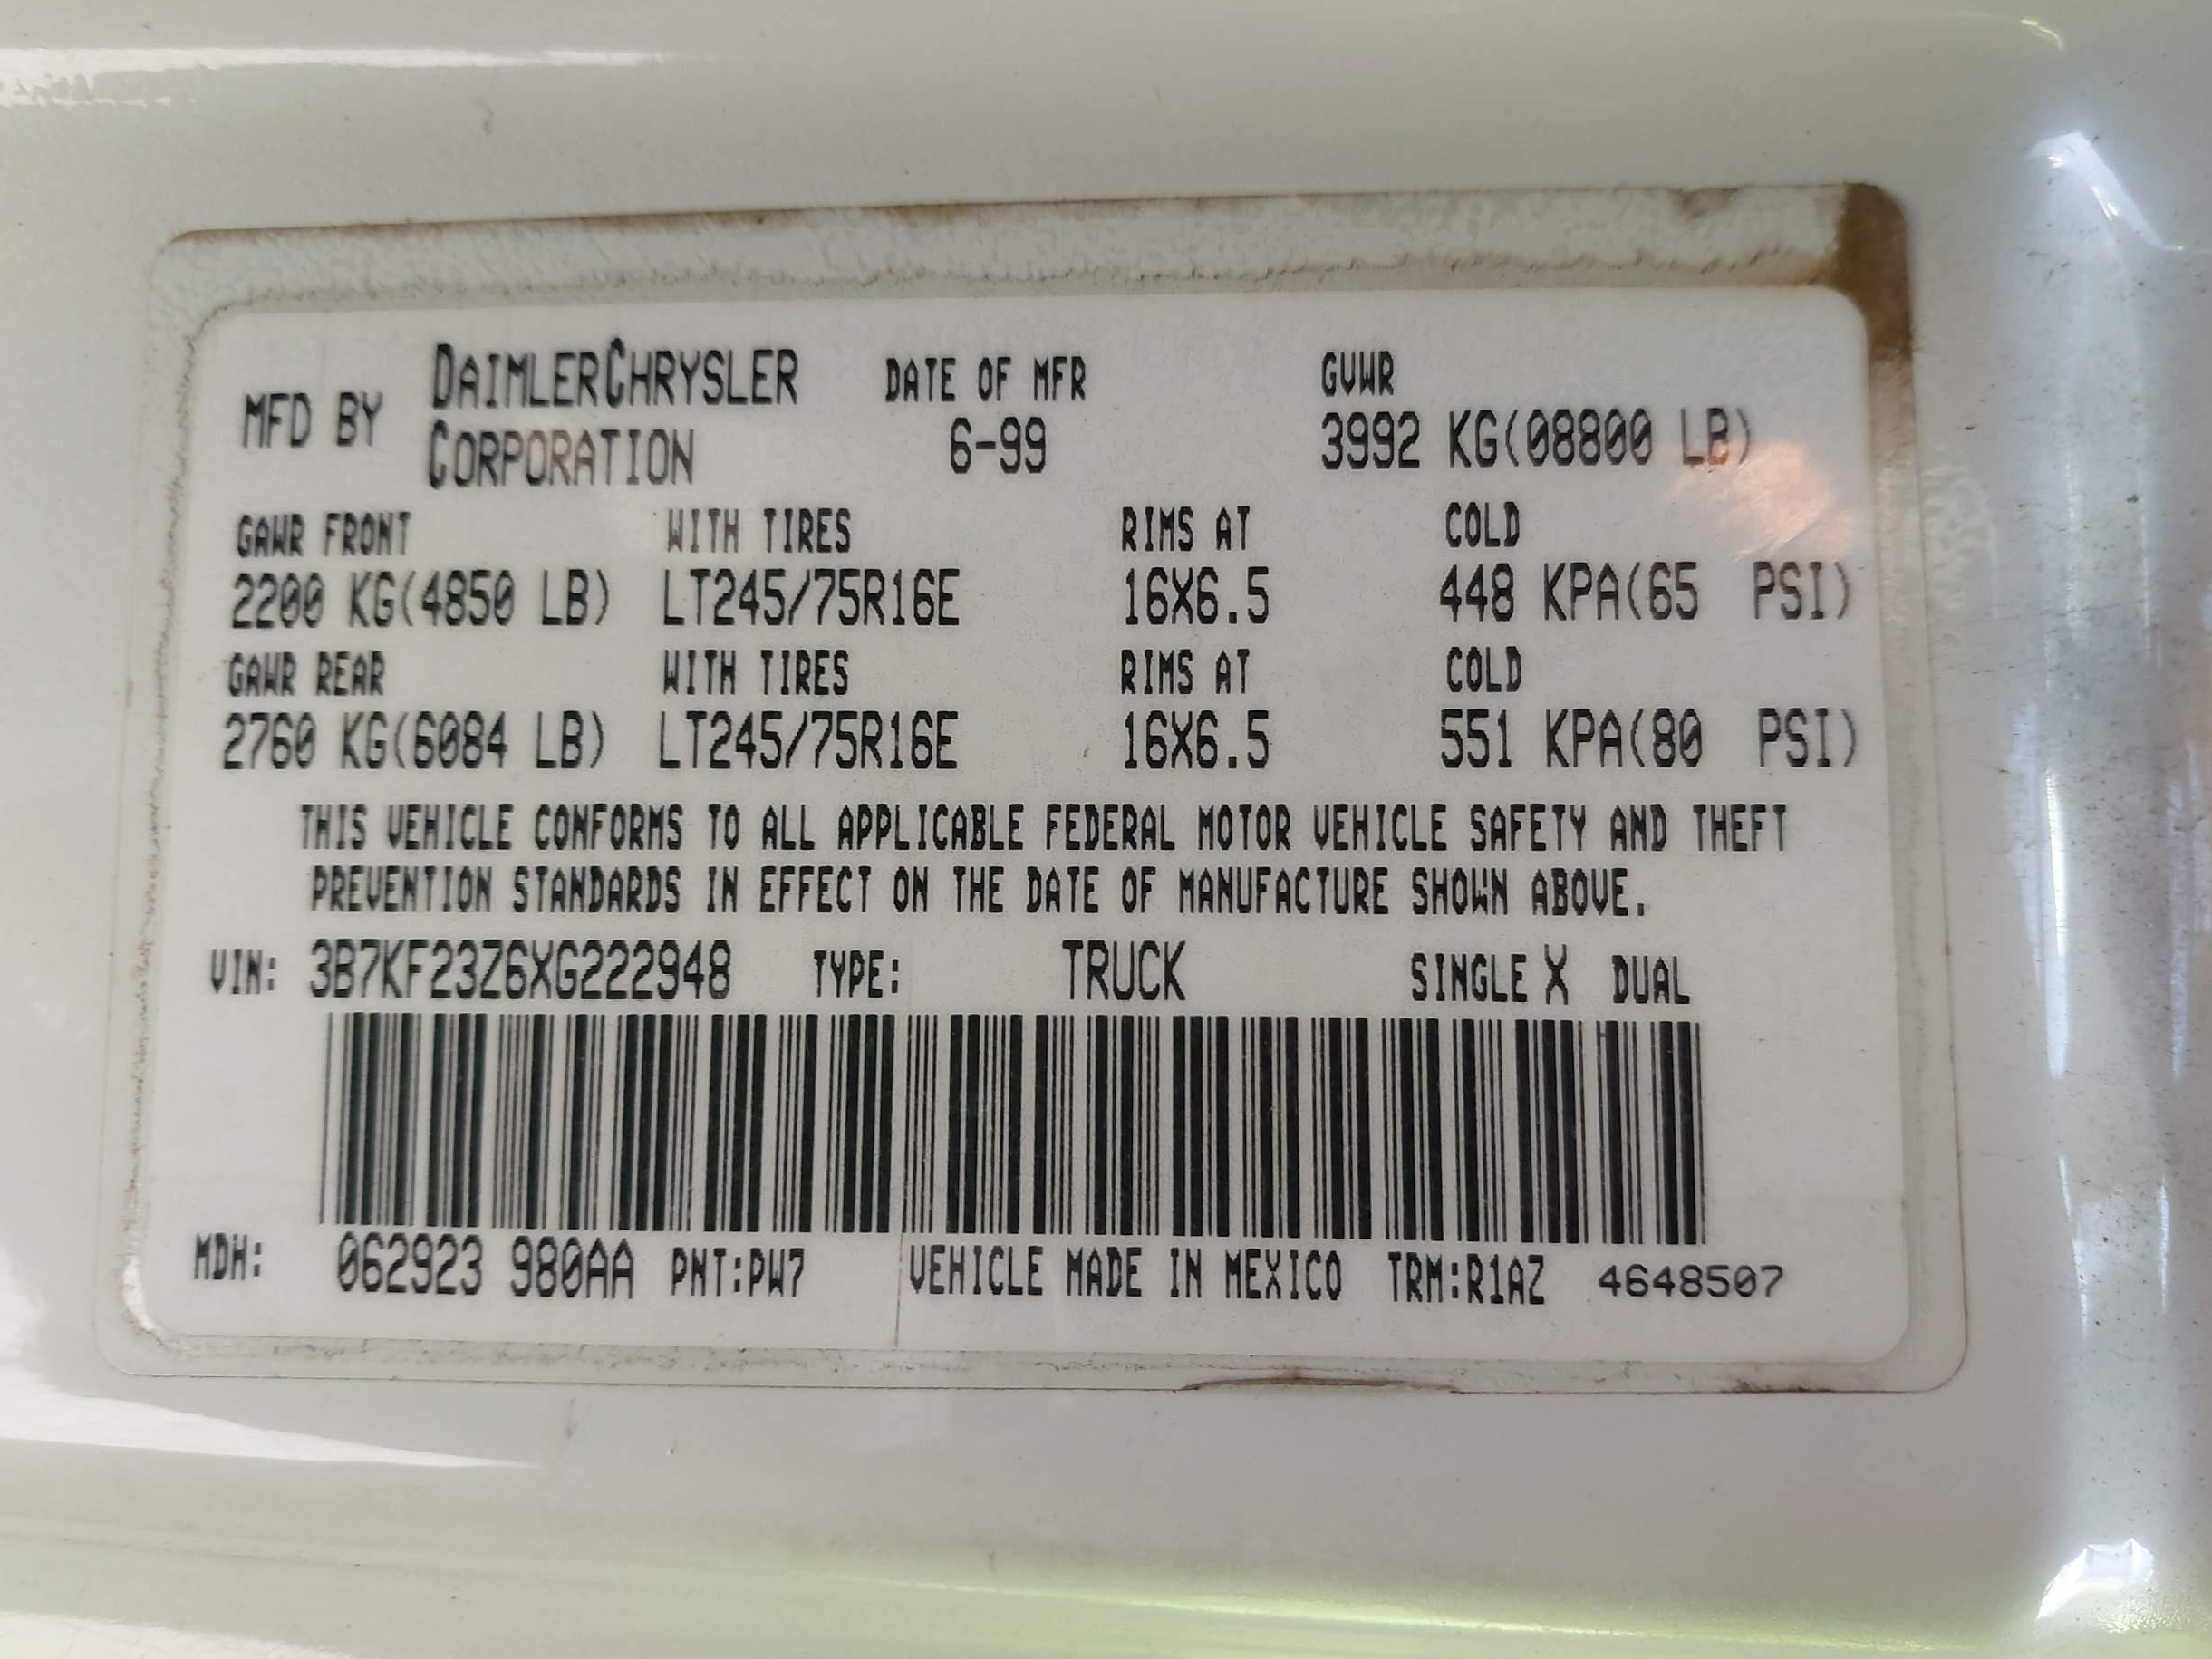 MFD BY DAIMLERCHRYSLER CORPORATION DATE OF MFR 6-99 GVWR 3992 KG(08800 LB)
GAWR FRONT WITH TIRES RIMS AT COLD
2200 KG(4850 LB) LT245/75R16E 16X6.5 448 KPA(65 PSI)
GAWR REAR WITH TIRES RIMS AT COLD
2760 KG(6084 LB) LT245/75R16E 16X6.5 551 KPA(80 PSI)
THIS VEHICLE CONFORMS TO ALL APPLICABLE FEDERAL MOTOR VEHICLE SAFETY AND THEFT
PREVENTION STANDARDS IN EFFECT ON THE DATE OF MANUFACTURE SHOWN ABOVE.
VIN: 3B7KF23Z6XG222948 TYPE: TRUCK SINGLE X DUAL
MDH: 062923 980AA PNT:PW7 VEHICLE MADE IN MEXICO TRM:R1AZ 4648507